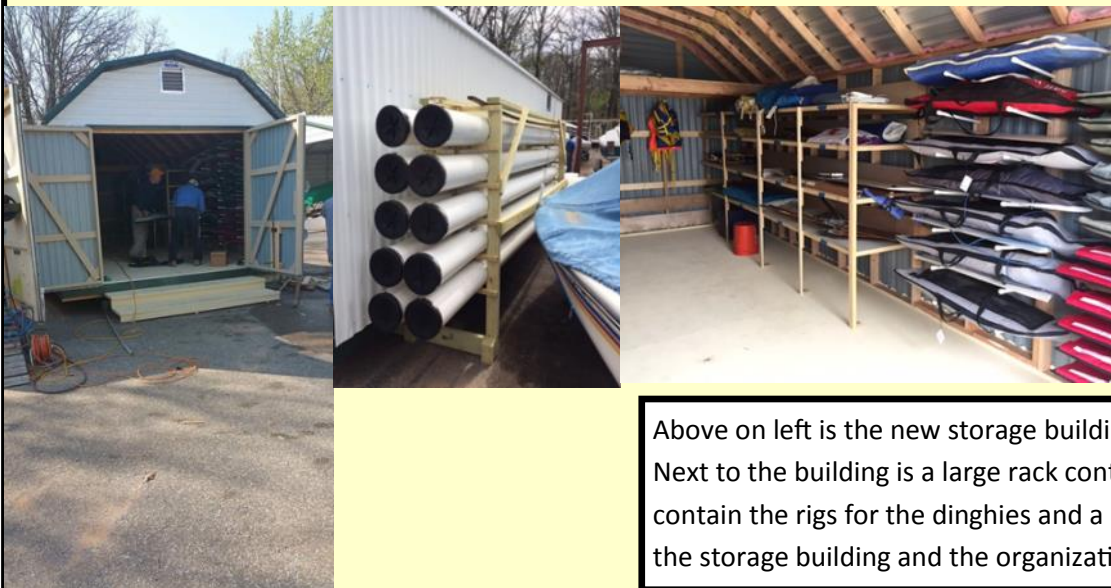 Above on left is the new storage buildi
Next to the building is a large rack cont
contain the rigs for the dinghies and a
the storage building and the organizati